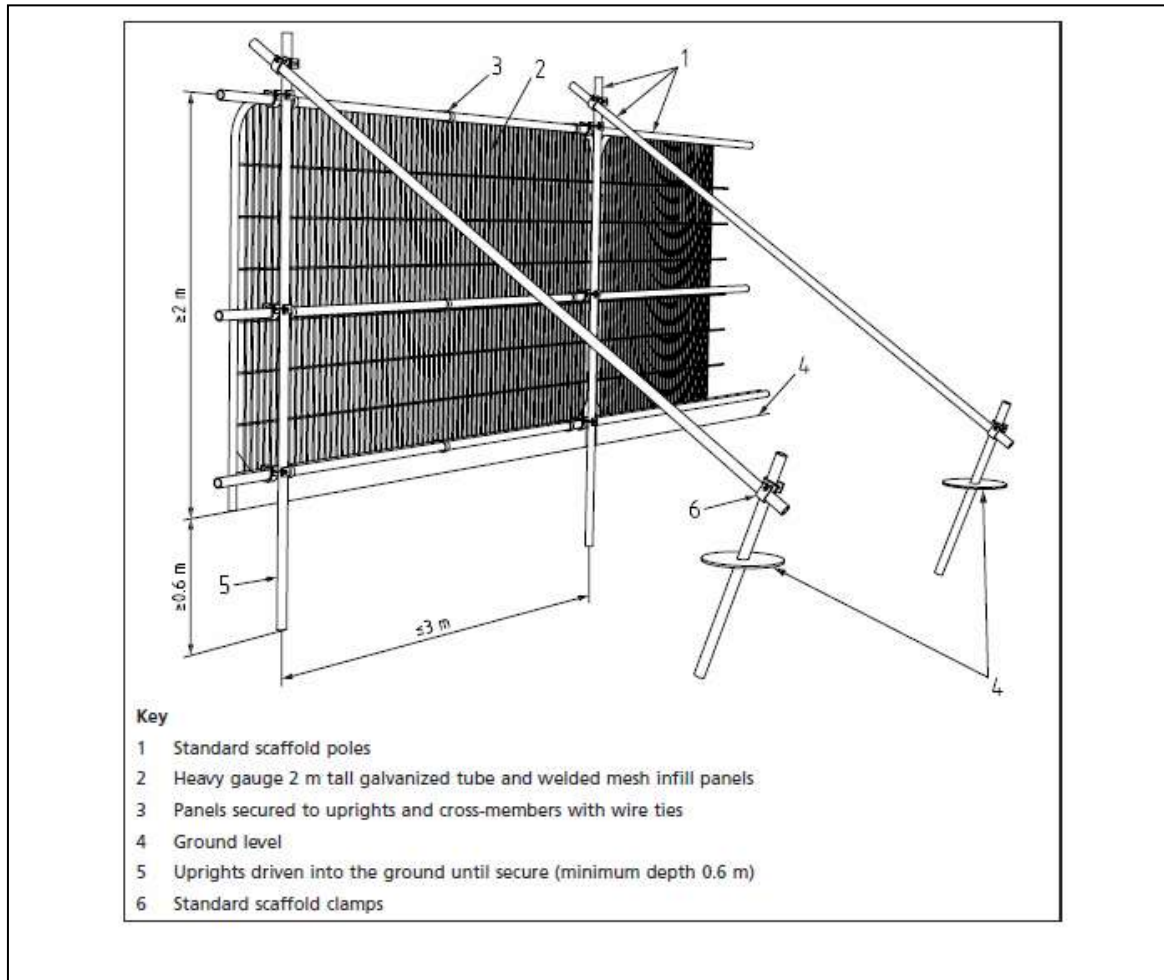 3
2
1
≥2 m
4
6
≥0.6 m
5
≤3 m
4
Key
1 Standard scaffold poles
2 Heavy gauge 2 m tall galvanized tube and welded mesh infill panels
3 Panels secured to uprights and cross-members with wire ties
4 Ground level
5 Uprights driven into the ground until secure (minimum depth 0.6 m)
6 Standard scaffold clamps